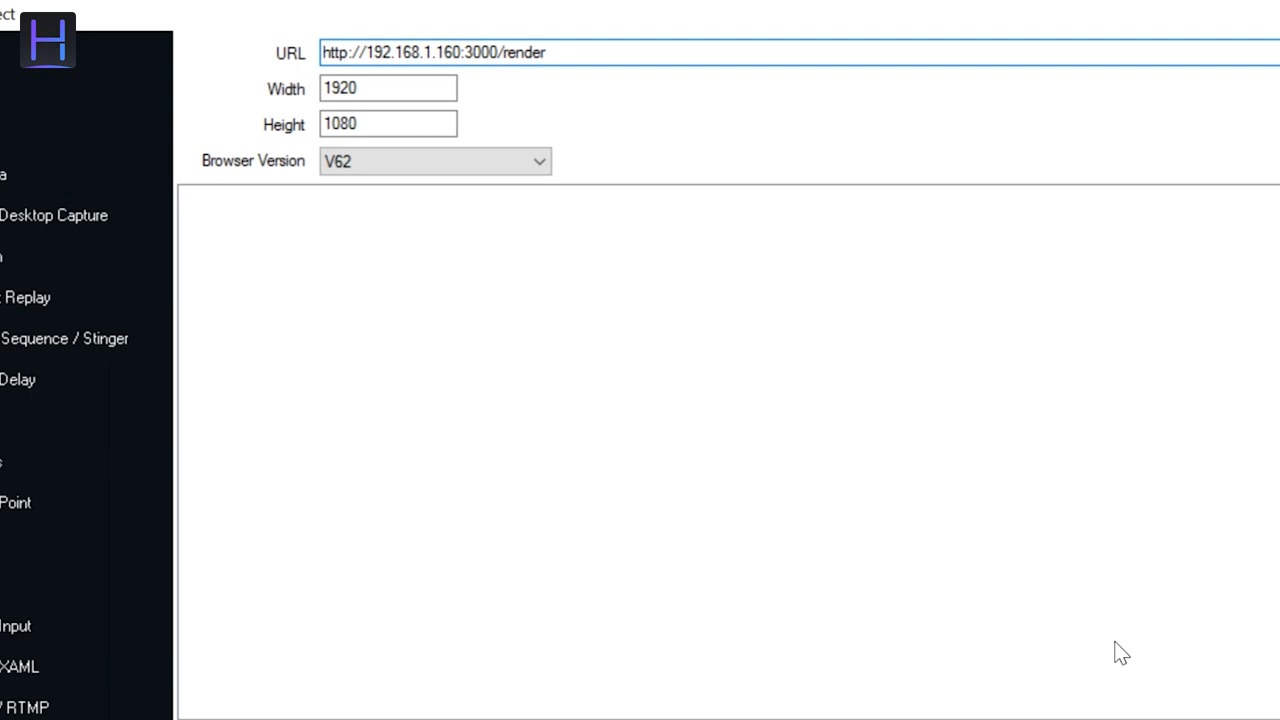 ect
H
URL http://192.168.1.160:3000/render
Width 1920
Height 1080
Browser Version V62
a
Desktop Capture
n
t Replay
Sequence / Stinger
Delay
s
Point
Input
XAML
/ RTMP